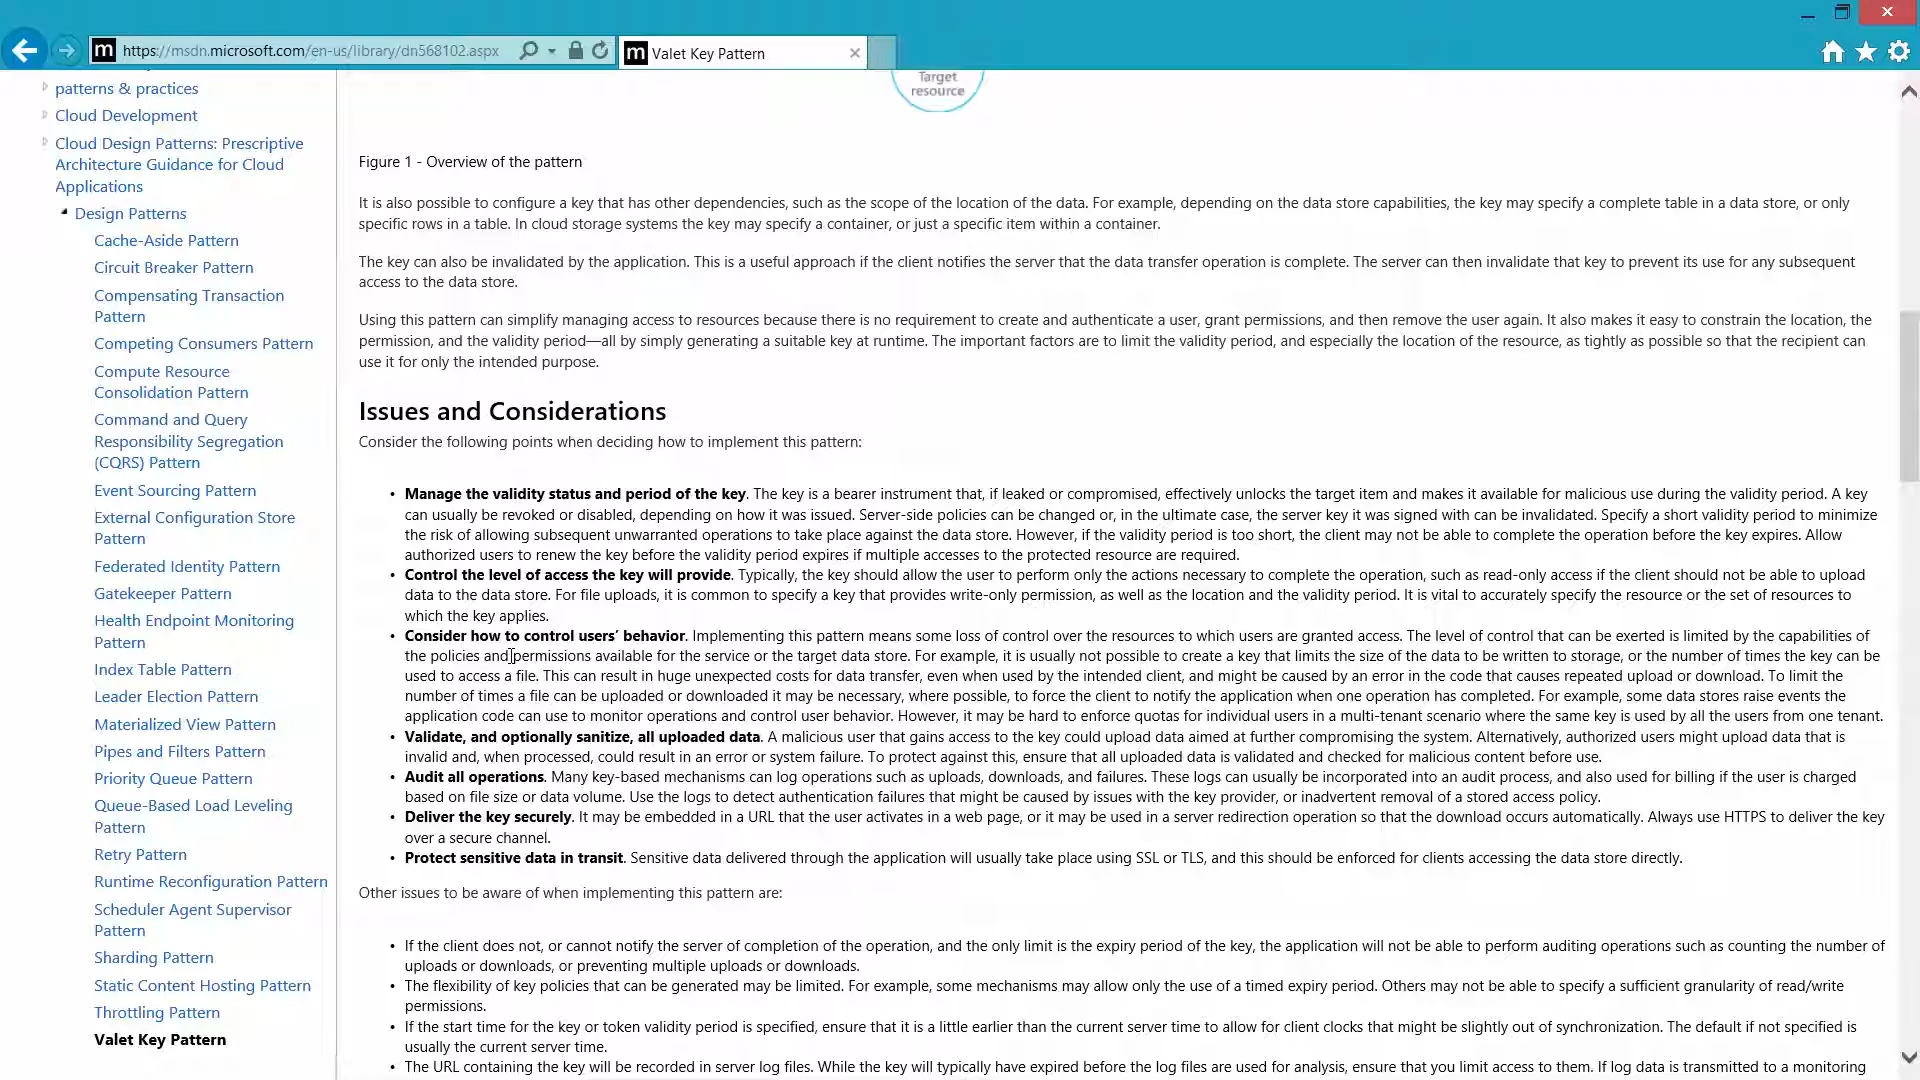 https://msdn.microsoft.com/en-us/library/dn568102.aspx
m Valet Key Pattern
patterns & practices
Cloud Development
Cloud Design Patterns: Prescriptive
Architecture Guidance for Cloud
Applications
Design Patterns
Cache-Aside Pattern
Circuit Breaker Pattern
Compensating Transaction
Pattern
Competing Consumers Pattern
Compute Resource
Consolidation Pattern
Command and Query
Responsibility Segregation
(CQRS) Pattern
Event Sourcing Pattern
External Configuration Store
Pattern
Federated Identity Pattern
Gatekeeper Pattern
Health Endpoint Monitoring
Pattern
Index Table Pattern
Leader Election Pattern
Materialized View Pattern
Pipes and Filters Pattern
Priority Queue Pattern
Queue-Based Load Leveling
Pattern
Retry Pattern
Runtime Reconfiguration Pattern
Scheduler Agent Supervisor
Pattern
Sharding Pattern
Static Content Hosting Pattern
Throttling Pattern
Valet Key Pattern
Target
resource
Figure 1 - Overview of the pattern
It is also possible to configure a key that has other dependencies, such as the scope of the location of the data. For example, depending on the data store capabilities, the key may specify a complete table in a data store, or only
specific rows in a table. In cloud storage systems the key may specify a container, or just a specific item within a container.
The key can also be invalidated by the application. This is a useful approach if the client notifies the server that the data transfer operation is complete. The server can then invalidate that key to prevent its use for any subsequent
access to the data store.
Using this pattern can simplify managing access to resources because there is no requirement to create and authenticate a user, grant permissions, and then remove the user again. It also makes it easy to constrain the location, the
permission, and the validity period—all by simply generating a suitable key at runtime. The important factors are to limit the validity period, and especially the location of the resource, as tightly as possible so that the recipient can
use it for only the intended purpose.
Issues and Considerations
Consider the following points when deciding how to implement this pattern:
• Manage the validity status and period of the key. The key is a bearer instrument that, if leaked or compromised, effectively unlocks the target item and makes it available for malicious use during the validity period. A key
can usually be revoked or disabled, depending on how it was issued. Server-side policies can be changed or, in the ultimate case, the server key it was signed with can be invalidated. Specify a short validity period to minimize
the risk of allowing subsequent unwarranted operations to take place against the data store. However, if the validity period is too short, the client may not be able to complete the operation before the key expires. Allow
authorized users to renew the key before the validity period expires if multiple accesses to the protected resource are required.
• Control the level of access the key will provide. Typically, the key should allow the user to perform only the actions necessary to complete the operation, such as read-only access if the client should not be able to upload
data to the data store. For file uploads, it is common to specify a key that provides write-only permission, as well as the location and the validity period. It is vital to accurately specify the resource or the set of resources to
which the key applies.
• Consider how to control users’ behavior. Implementing this pattern means some loss of control over the resources to which users are granted access. The level of control that can be exerted is limited by the capabilities of
the policies and permissions available for the service or the target data store. For example, it is usually not possible to create a key that limits the size of the data to be written to storage, or the number of times the key can be
used to access a file. This can result in huge unexpected costs for data transfer, even when used by the intended client, and might be caused by an error in the code that causes repeated upload or download. To limit the
number of times a file can be uploaded or downloaded it may be necessary, where possible, to force the client to notify the application when one operation has completed. For example, some data stores raise events the
application code can use to monitor operations and control user behavior. However, it may be hard to enforce quotas for individual users in a multi-tenant scenario where the same key is used by all the users from one tenant.
• Validate, and optionally sanitize, all uploaded data. A malicious user that gains access to the key could upload data aimed at further compromising the system. Alternatively, authorized users might upload data that is
invalid and, when processed, could result in an error or system failure. To protect against this, ensure that all uploaded data is validated and checked for malicious content before use.
• Audit all operations. Many key-based mechanisms can log operations such as uploads, downloads, and failures. These logs can usually be incorporated into an audit process, and also used for billing if the user is charged
based on file size or data volume. Use the logs to detect authentication failures that might be caused by issues with the key provider, or inadvertent removal of a stored access policy.
• Deliver the key securely. It may be embedded in a URL that the user activates in a web page, or it may be used in a server redirection operation so that the download occurs automatically. Always use HTTPS to deliver the key
over a secure channel.
• Protect sensitive data in transit. Sensitive data delivered through the application will usually take place using SSL or TLS, and this should be enforced for clients accessing the data store directly.
Other issues to be aware of when implementing this pattern are:
• If the client does not, or cannot notify the server of completion of the operation, and the only limit is the expiry period of the key, the application will not be able to perform auditing operations such as counting the number of
uploads or downloads, or preventing multiple uploads or downloads.
• The flexibility of key policies that can be generated may be limited. For example, some mechanisms may allow only the use of a timed expiry period. Others may not be able to specify a sufficient granularity of read/write
permissions.
• If the start time for the key or token validity period is specified, ensure that it is a little earlier than the current server time to allow for client clocks that might be slightly out of synchronization. The default if not specified is
usually the current server time.
• The URL containing the key will be recorded in server log files. While the key will typically have expired before the log files are used for analysis, ensure that you limit access to them. If log data is transmitted to a monitoring